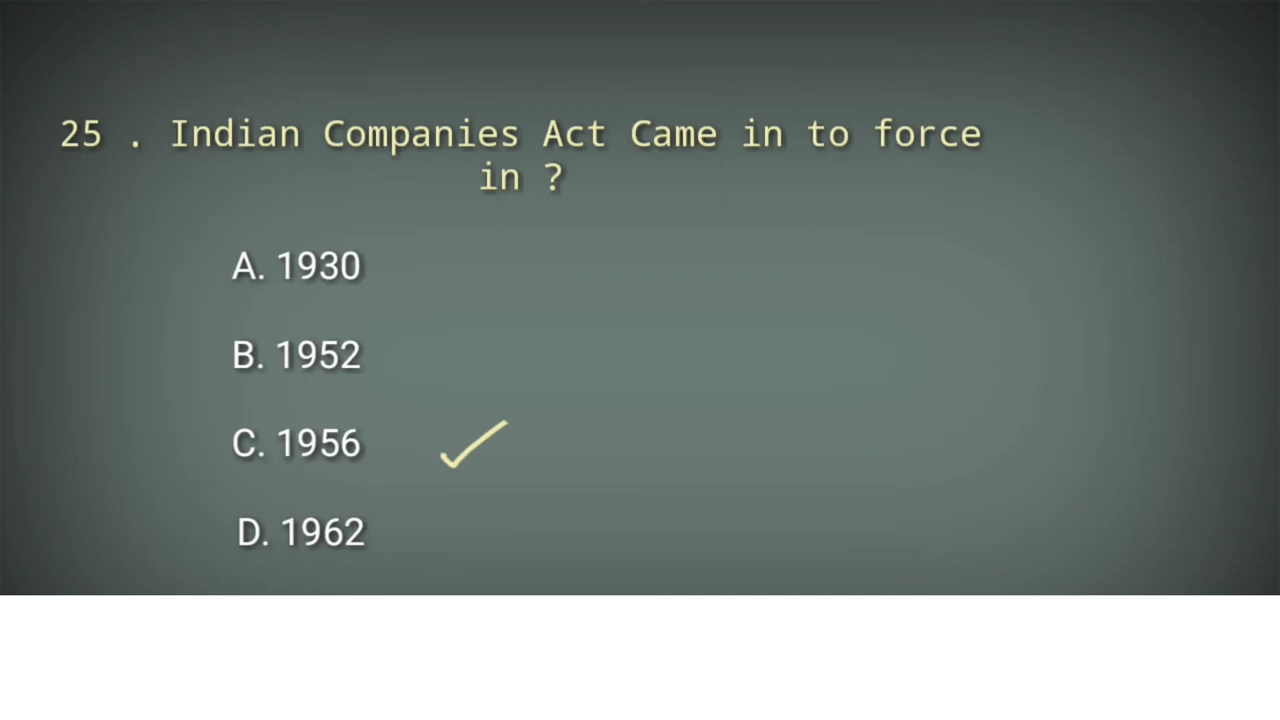 25 . Indian Companies Act Came in to force
in ?
A. 1930
B. 1952
C. 1956
D. 1962